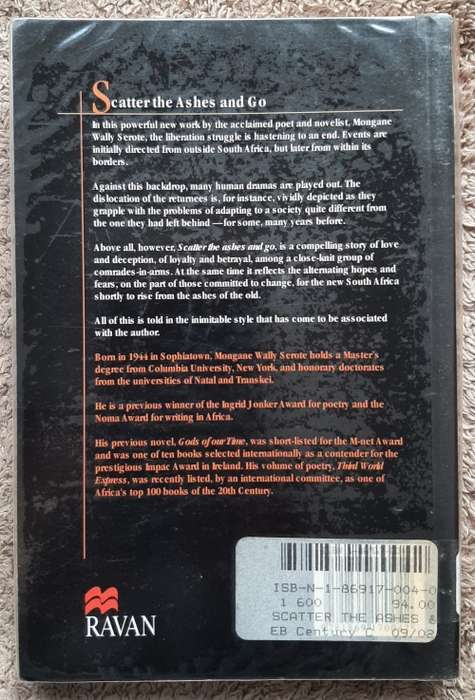 Scatter the Ashes and Go
In this powerful new work by the acclaimed poet and novelist, Mongane
Wally Serote, the liberation struggle is hastening to an end. Events are
initially directed from outside South Africa, but later from within its
borders.
Against this backdrop, many human dramas are played out. The
dislocation of the returnees is, for instance, vividly depicted as they
grapple with the problems of adapting to a society quite different from
the one they had left behind —for some, many years before.
Above all, however, Scatter the ashes and go, is a compelling story of love
and deception, of loyalty and betrayal, among a close-knit group of
comrades-in-arms. At the same time it reflects the alternating hopes and
fears, on the part of those committed to change, for the new South Africa
shortly to rise from the ashes of the old.
All of this is told in the inimitable style that has come to be associated
with the author.
Born in 1944 in Sophiatown, Mongane Wally Serote holds a Master's
degree from Columbia University, New York, and honorary doctorates
from the universities of Natal and Transkei.
He is a previous winner of the Ingrid Jonker Award for poetry and the
Noma Award for writing in Africa.
His previous novel, Gods of our Time, was short-listed for the M-net Award
and was one of ten books selected internationally as a contender for the
prestigious Impac Award in Ireland. His volume of poetry, Third World
Express, was recently listed, by an international committee, as one of
Africa's top 100 books of the 20th Century.
ISB-N-1-86917-004-0
1 600 94.00
SCATTER THE ASHES &
EB Century C 09/02
RAVAN